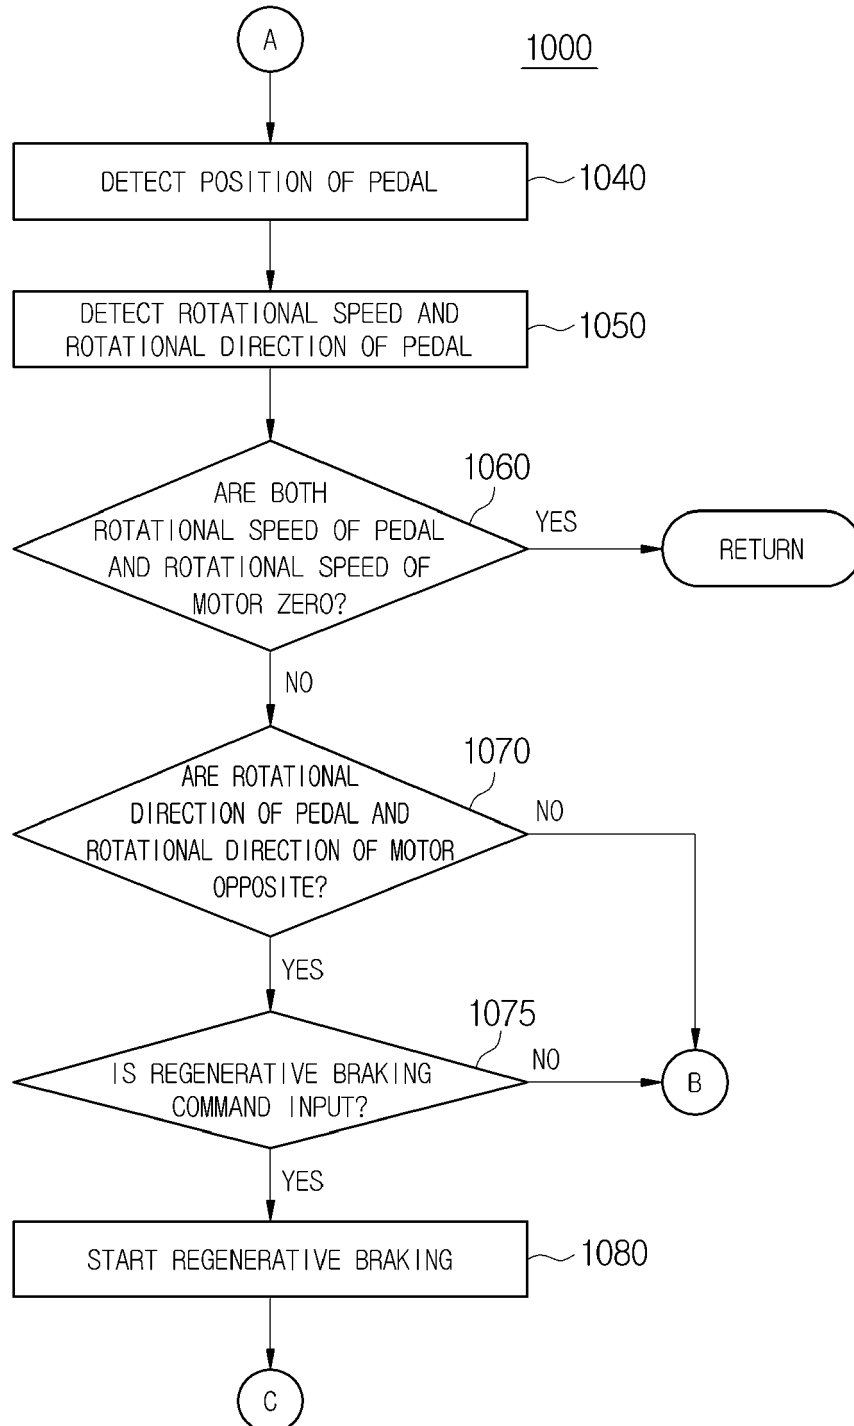 A
1000
DETECT POSITION OF PEDAL
1040
DETECT ROTATIONAL SPEED AND
ROTATIONAL DIRECTION OF PEDAL
1050
1060
ARE BOTH
ROTATIONAL SPEED OF PEDAL
AND ROTATIONAL SPEED OF
MOTOR ZERO?
YES
RETURN
NO
1070
ARE ROTATIONAL
DIRECTION OF PEDAL AND
ROTATIONAL DIRECTION OF MOTOR
OPPOSITE?
NO
YES
1075
IS REGENERATIVE BRAKING
COMMAND INPUT?
NO
B
YES
START REGENERATIVE BRAKING
1080
C